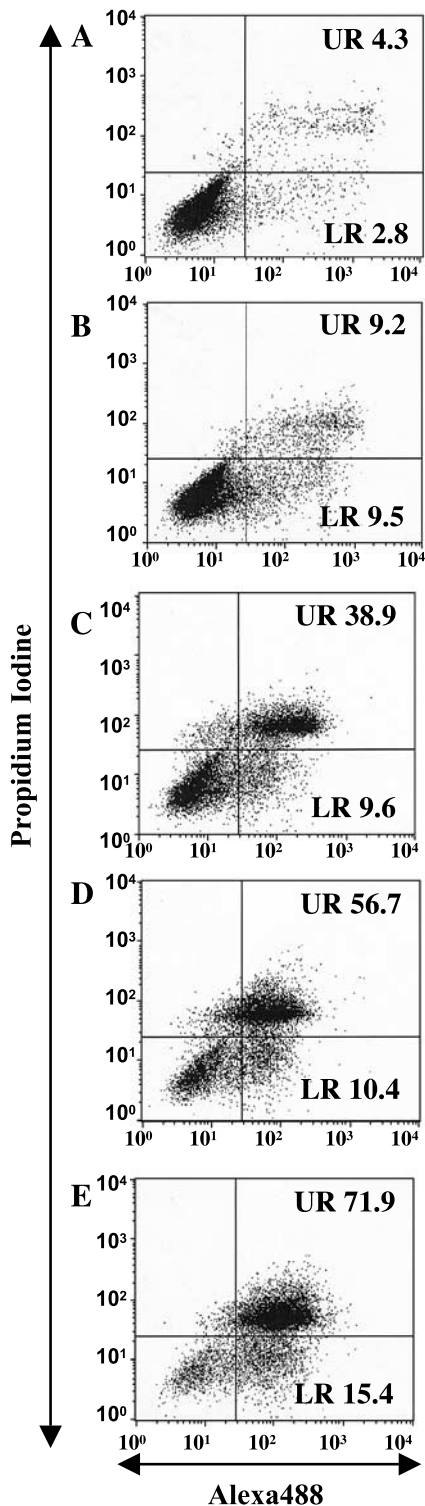 A
UR 4.3
LR 2.8
10⁴
10³
10²
10¹
10⁰
10⁰ 10¹ 10² 10³ 10⁴
B
UR 9.2
LR 9.5
10⁴
10³
10²
10¹
10⁰
10⁰ 10¹ 10² 10³ 10⁴
C
UR 38.9
LR 9.6
10⁴
10³
10²
10¹
10⁰
10⁰ 10¹ 10² 10³ 10⁴
D
UR 56.7
LR 10.4
10⁴
10³
10²
10¹
10⁰
10⁰ 10¹ 10² 10³ 10⁴
E
UR 71.9
LR 15.4
10⁴
10³
10²
10¹
10⁰
10⁰ 10¹ 10² 10³ 10⁴
Propidium Iodine
Alexa488